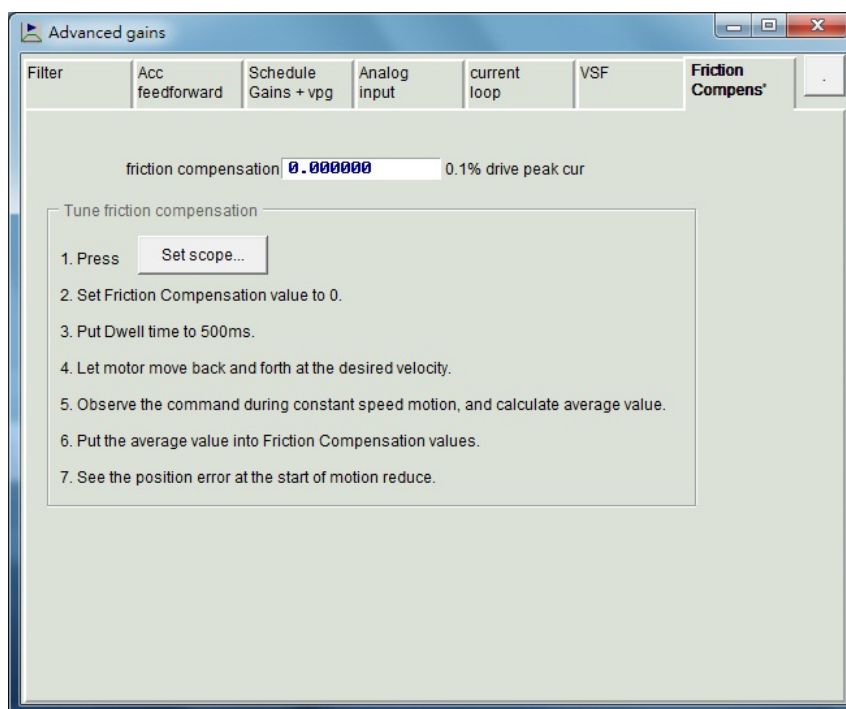 Advanced gains
Filter
Acc
feedforward
Schedule
Gains + vpg
Analog
input
current
loop
VSF
Friction
Compens'
.
friction compensation 0.000000 0.1% drive peak cur
Tune friction compensation
1. Press Set scope...
2. Set Friction Compensation value to 0.
3. Put Dwell time to 500ms.
4. Let motor move back and forth at the desired velocity.
5. Observe the command during constant speed motion, and calculate average value.
6. Put the average value into Friction Compensation values.
7. See the position error at the start of motion reduce.